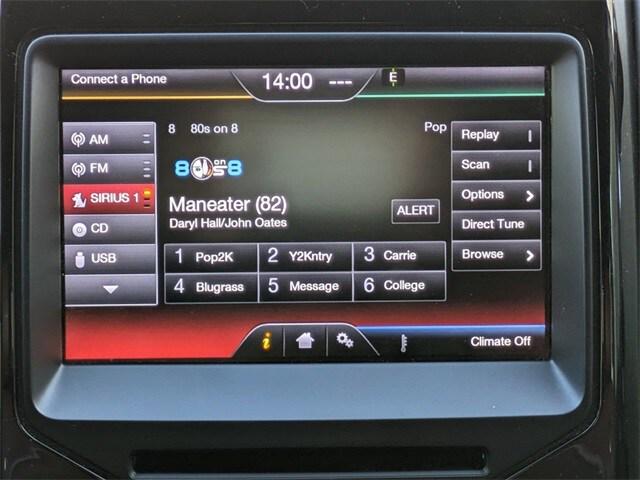 Connect a Phone
14:00 ---
E
AM
FM
SIRIUS 1
CD
USB
8 80s on 8
Pop
80s on 8
Maneater (82)
Daryl Hall/John Oates
ALERT
1 Pop2K
2 Y2Kntry
3 Carrie
4 Blugrass
5 Message
6 College
Replay
Scan
Options
Direct Tune
Browse
i
Climate Off